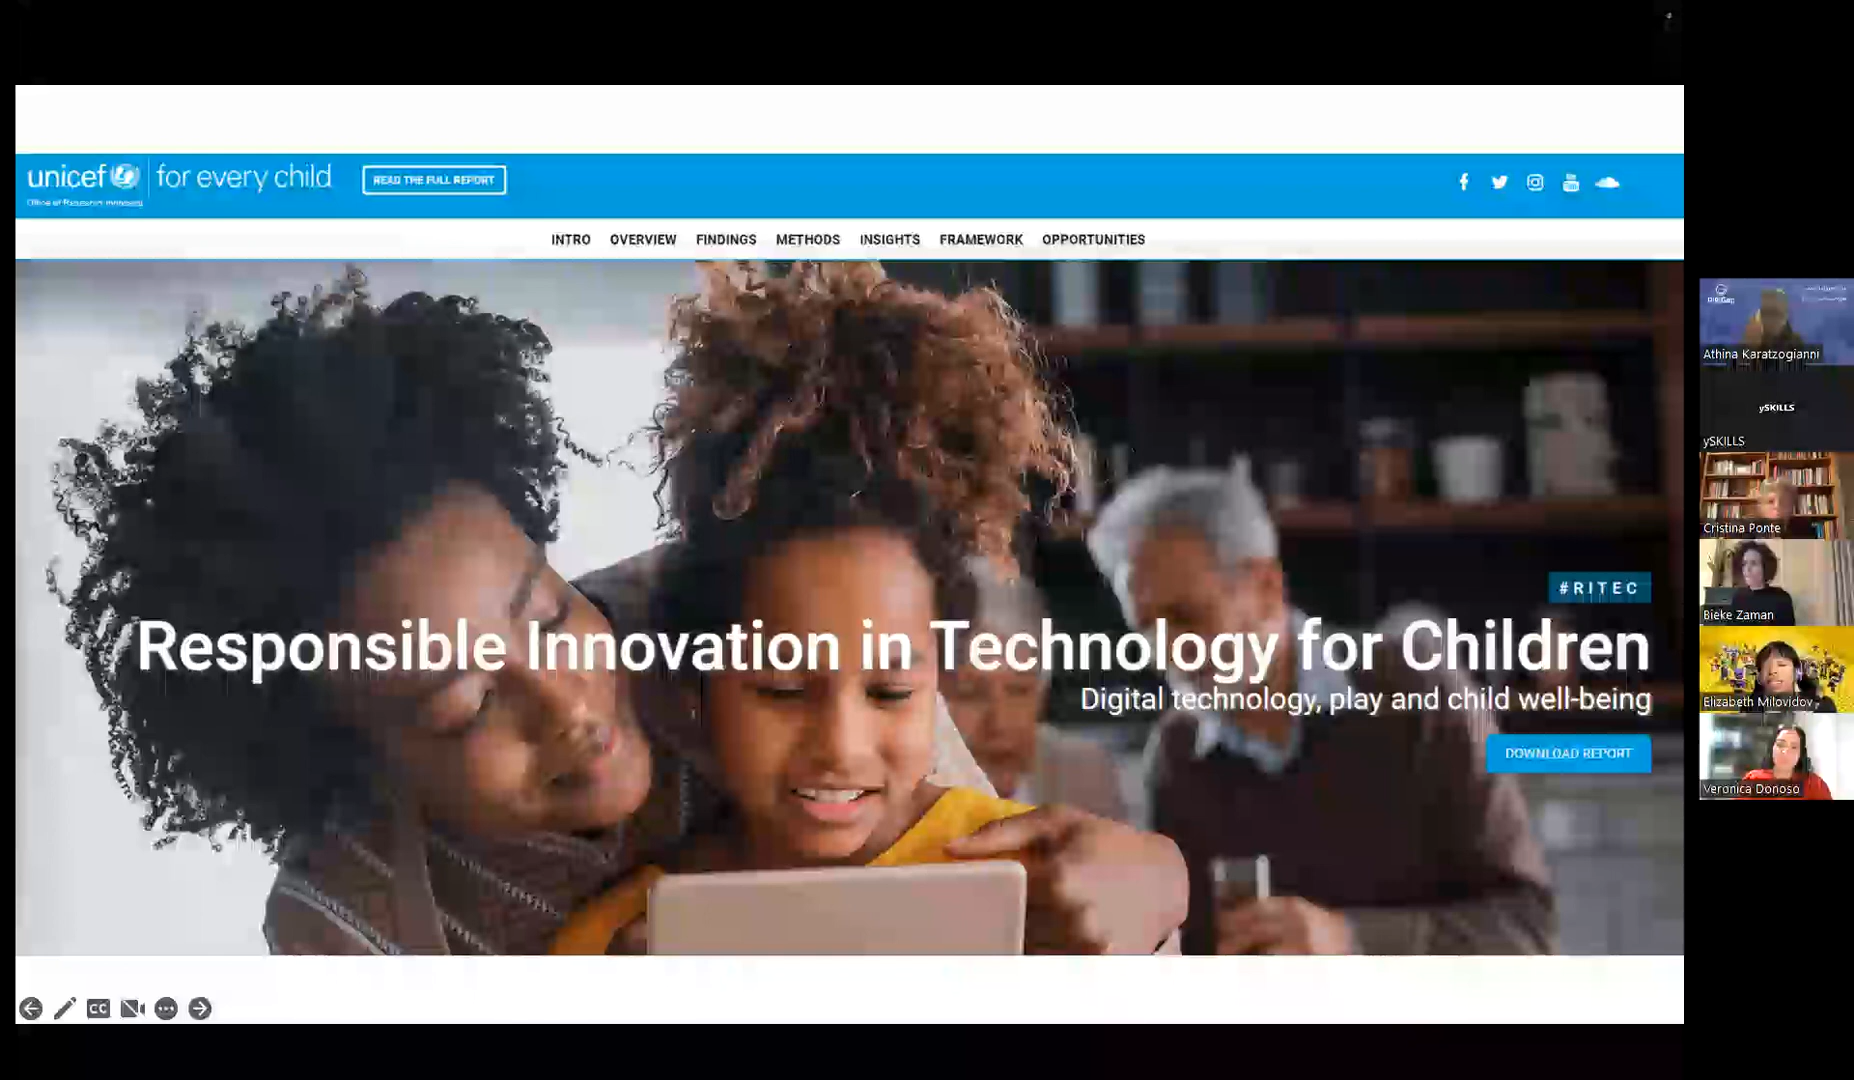 unicef
for every child
READ THE FULL REPORT
INTRO OVERVIEW FINDINGS METHODS INSIGHTS FRAMEWORK OPPORTUNITIES
#RITEC
Responsible Innovation in Technology for Children
Digital technology, play and child well-being
DOWNLOAD REPORT
CC
Athina Karatzogianni
ySKILLS
ySKILLS
Cristina Ponte
Bieke Zaman
Elizabeth Milovidov
Veronica Donoso